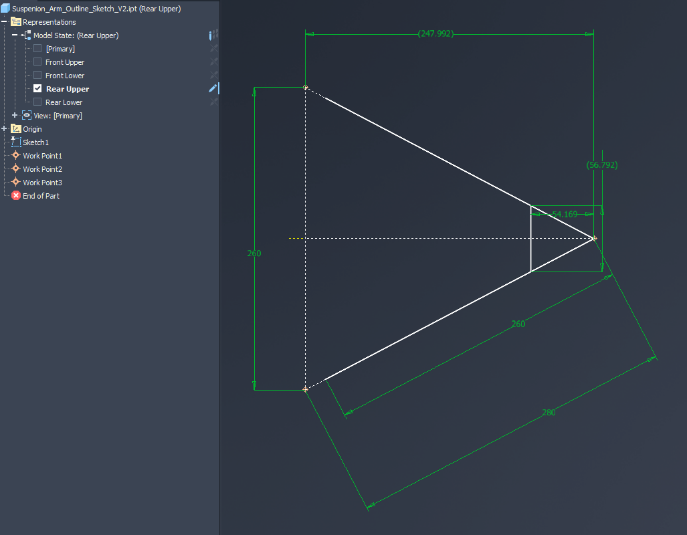 Suspenion_Arm_Outline_Sketch_V2.ipt (Rear Upper)
Representations
Model State: (Rear Upper)
[Primary]
Front Upper
Front Lower
Rear Upper
Rear Lower
View: [Primary]
Origin
Sketch1
Work Point1
Work Point2
Work Point3
End of Part
(247.992)
(56.792)
54.169
260
260
280